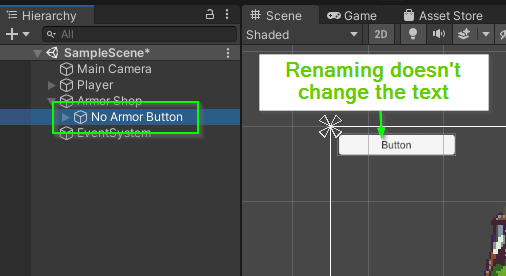 Hierarchy
All
SampleScene*
Main Camera
Player
Armor Shop
No Armor Button
EventSystem
Scene
Game
Asset Store
Shaded
2D
Renaming doesn't
change the text
Button